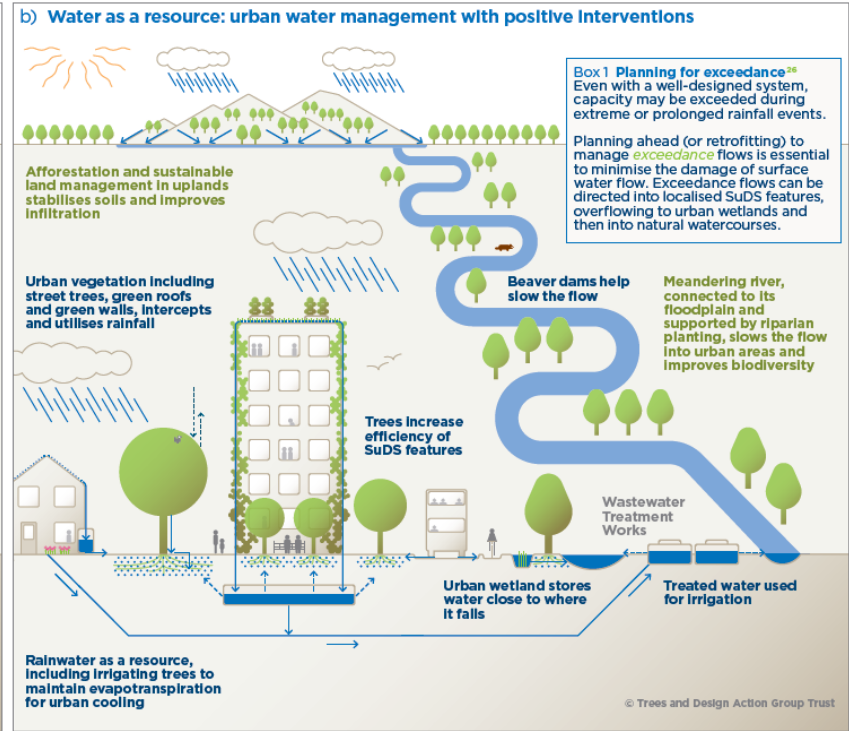 b) Water as a resource: urban water management with positive interventions
Box 1 Planning for exceedance26
Even with a well-designed system,
capacity may be exceeded during
extreme or prolonged rainfall events.
Planning ahead (or retrofitting) to
manage exceedance flows is essential
to minimise the damage of surface
water flow. Exceedance flows can be
directed into localised SuDS features,
overflowing to urban wetlands and
then into natural watercourses.
Afforestation and sustainable
land management in uplands
stabilises soils and improves
infiltration
Urban vegetation including
street trees, green roofs
and green walls, intercepts
and utilises rainfall
Beaver dams help
slow the flow
Meandering river,
connected to its
floodplain and
supported by riparian
planting, slows the flow
into urban areas and
improves biodiversity
Trees increase
efficiency of
SuDS features
Wastewater
Treatment
Works
Urban wetland stores
water close to where
it falls
Treated water used
for irrigation
Rainwater as a resource,
including irrigating trees to
maintain evapotranspiration
for urban cooling
© Trees and Design Action Group Trust